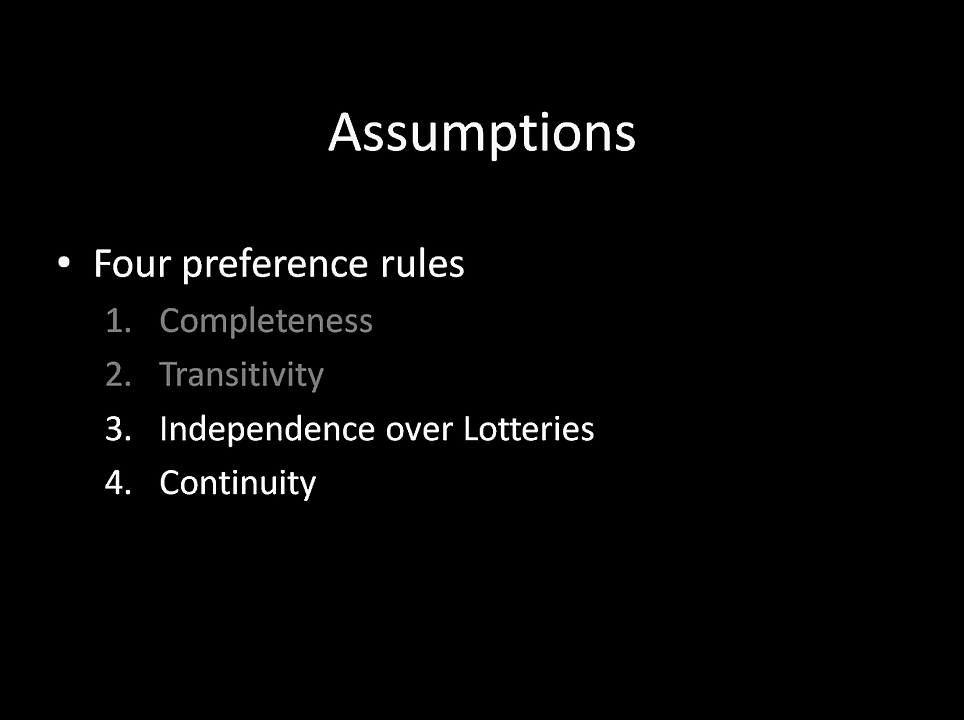 Assumptions
• Four preference rules
1. Completeness
2. Transitivity
3. Independence over Lotteries
4. Continuity